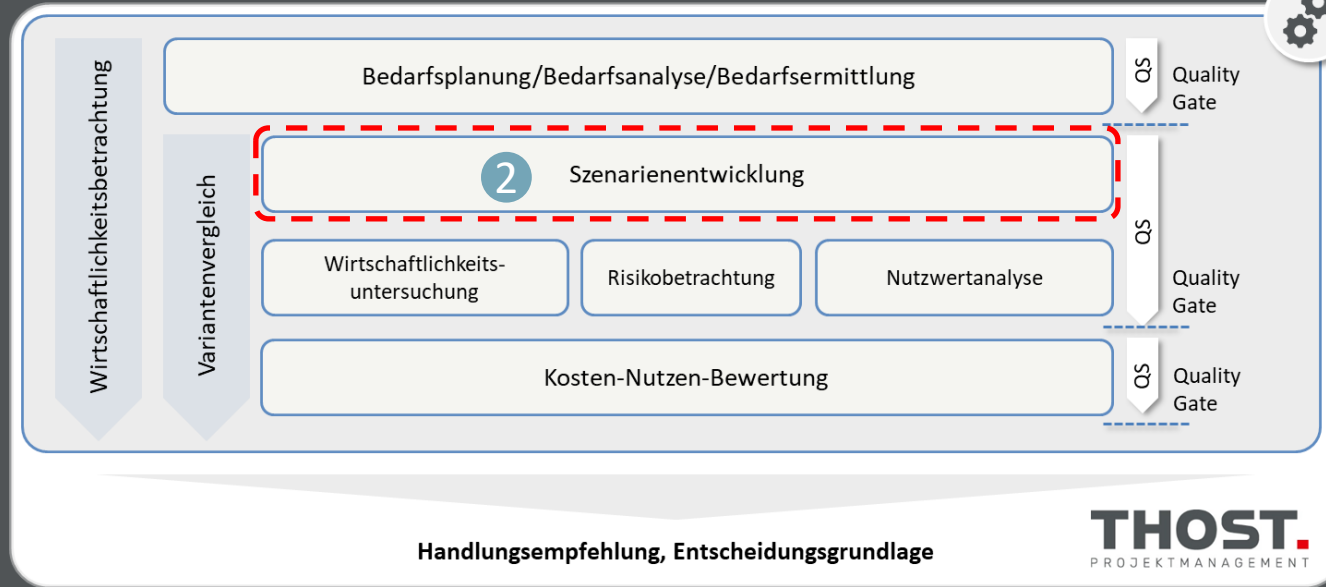 Wirtschaftlichkeitsbetrachtung
Bedarfsplanung/Bedarfsanalyse/Bedarfsermittlung
QS
Quality
Gate
Variantenvergleich
2
Szenarienentwicklung
QS
Wirtschaftlichkeits-
untersuchung
Risikobetrachtung
Nutzwertanalyse
Quality
Gate
Kosten-Nutzen-Bewertung
QS
Quality
Gate
Handlungsempfehlung, Entscheidungsgrundlage
THOST.
PROJEKTMANAGEMENT